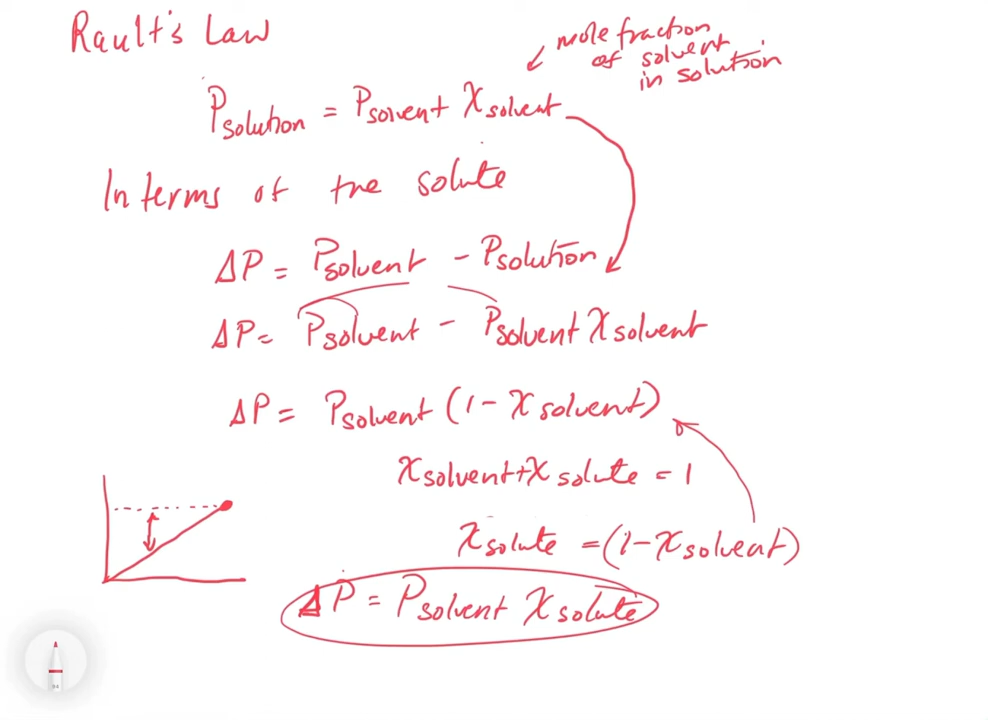 Rault's Law
mole fraction
of solvent
in solution
Psolution = Psolvent Xsolvent
In terms of the solute
ΔP = Psolvent - Psolution
ΔP = Psolvent - Psolvent Xsolvent
ΔP = Psolvent (1 - Xsolvent)
Xsolvent + Xsolute = 1
Xsolute = (1 - Xsolvent)
ΔP = Psolvent Xsolute